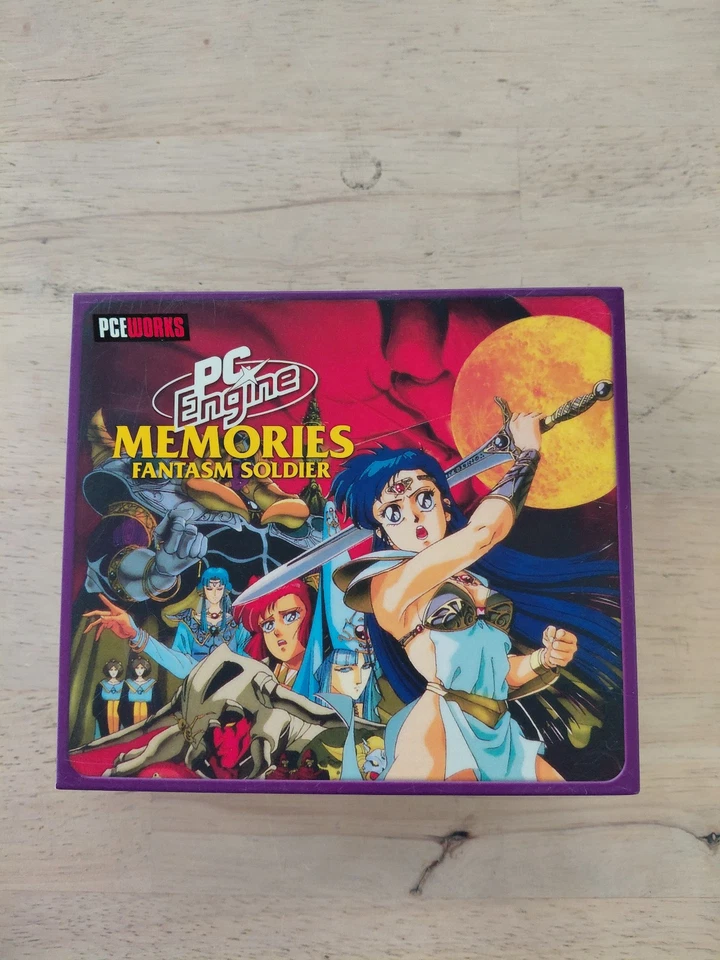 PCEWORKS
PC
Engine
MEMORIES
FANTASM SOLDIER